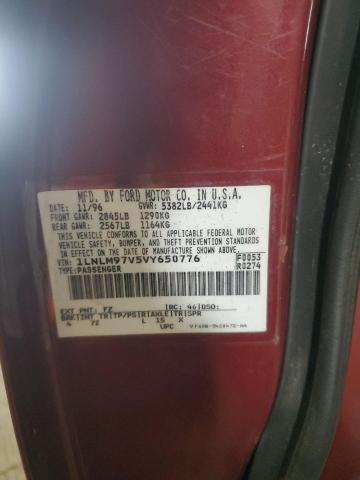 MFD. BY FORD MOTOR CO. IN U.S.A.
DATE: 11/96 GVWR: 5382LB/2441KG
FRONT GAWR: 2845LB 1290KG
REAR GAWR: 2567LB 1164KG
THIS VEHICLE CONFORMS TO ALL APPLICABLE FEDERAL MOTOR
VEHICLE SAFETY, BUMPER, AND THEFT PREVENTION STANDARDS
IN EFFECT ON THE DATE OF MANUFACTURE SHOWN ABOVE.
VIN: 1LNLM97V5VY650776 F0053
TYPE: PASSENGER R0274
EXT PNT: FZ RC: 46 DSO:
BRK INT TR TP/PS R AXLE TR SPR
4 72 L 15 X
UPC